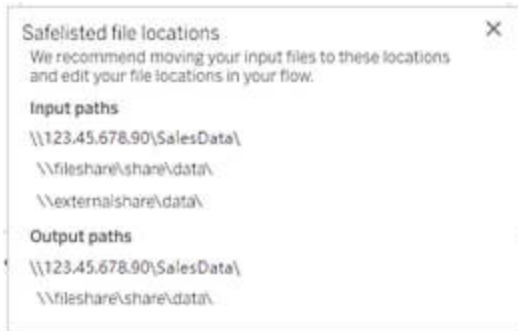 Safelisted file locations
We recommend moving your input files to these locations
and edit your file locations in your flow.
Input paths
\\123.45.678.90\SalesData\
\\fileshare\share\data\
\\externalshare\data\
Output paths
\\123.45.678.90\SalesData\
\\fileshare\share\data\